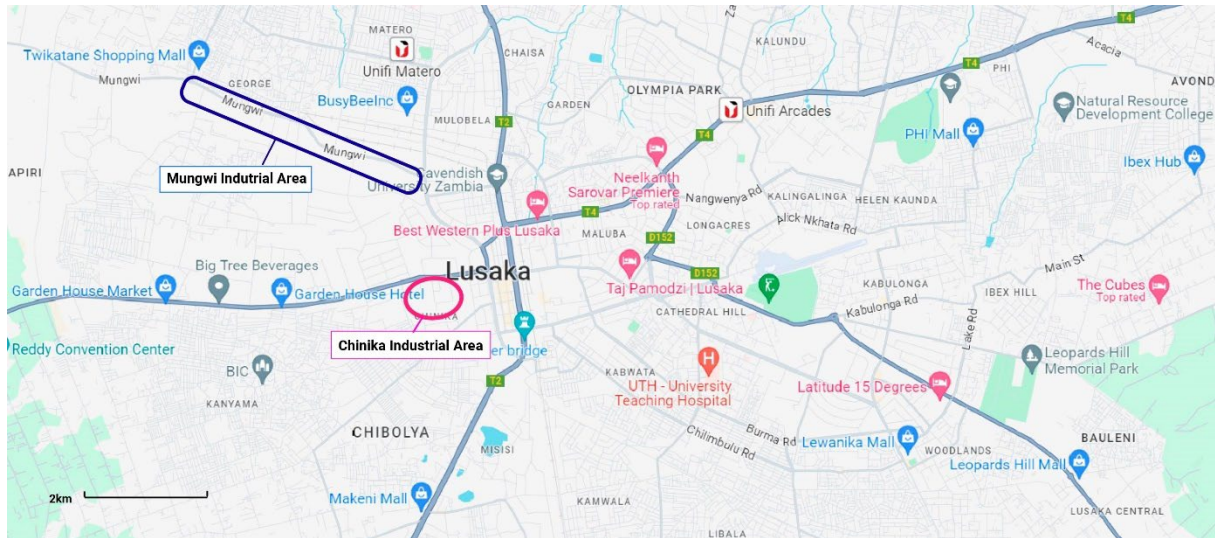 Twikatane Shopping Mall
MATERO
Unifi Matero
CHAISA
KALUNDU
T4
Acacia
PHI
AVOND
Mungwi
GEORGE
BusyBeeInc
MULOBELA
T2
GARDEN
OLYMPIA PARK
Unifi Arcades
T4
Natural Resource
Development College
PHI Mall
Ibex Hub
Mungwi
Mungwi
Mungwi Indutrial Area
APIRI
Cavendish
University Zambia
Neelkanth
Sarovar Premiere
Top rated
Nangwenya Rd
KALINGALINGA
HELEN KAUNDA
Best Western Plus Lusaka
T4
MALUBA
LONGACRES
Alick Nkhata Rd
D152
D152
Lusaka
Big Tree Beverages
Garden House Market
Garden House Hotel
CHINIKA
Chinika Industrial Area
Taj Pamodzi | Lusaka
CATHEDRAL HILL
KABULONGA
Kabulonga Rd
IBEX HILL
Main St
The Cubes
Top rated
Lake Rd
Reddy Convention Center
BIC
KANYAMA
er bridge
T2
KABWATA
UTH - University
Teaching Hospital
Latitude 15 Degrees
Leopards Hill
Memorial Park
CHIBOLYA
MISISI
Burma Rd
Chilimbulu Rd
Lewanika Mall
WOODLANDS
BAULENI
Leopards Hill Mall
2km
Makeni Mall
KAMWALA
LIBALA
LUSAKA CENTRAL